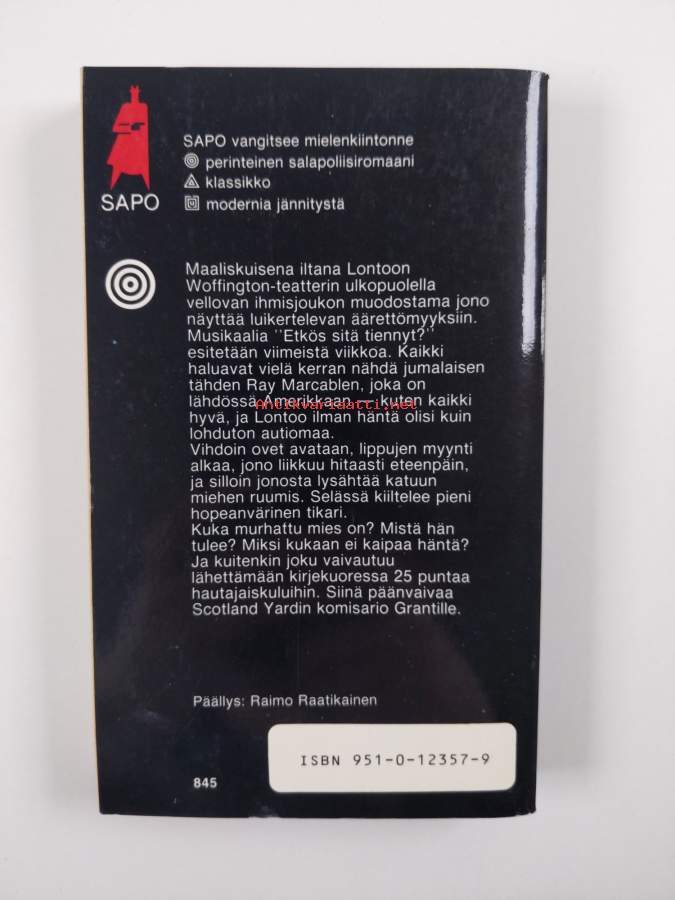 SAPO
SAPO vangitsee mielenkiintonne
perinteinen salapoliisiromaani
klassikko
modernia jännitystä
Maaliskuisena iltana Lontoon
Woffington-teatterin ulkopuolella
vellovan ihmisjoukon muodostama jono
näyttää luikertelevan äärettömyyksiin.
Musikaalia ''Etkös sitä tiennyt?''
esitetään viimeistä viikkoa. Kaikki
haluavat vielä kerran nähdä jumalaisen
tähden Ray Marcablen, joka on
lähdössä Amerikkaan — kuten kaikki
Antikvariaatti.net
hyvä, ja Lontoo ilman häntä olisi kuin
lohduton autiomaa.
Vihdoin ovet avataan, lippujen myynti
alkaa, jono liikkuu hitaasti eteenpäin,
ja silloin jonosta lysähtää katuun
miehen ruumis. Selässä kiiltelee pieni
hopeanvärinen tikari.
Kuka murhattu mies on? Mistä hän
tulee? Miksi kukaan ei kaipaa häntä?
Ja kuitenkin joku vaivautuu
lähettämään kirjekuoressa 25 puntaa
hautajaiskuluihin. Siinä päänvaivaa
Scotland Yardin komisario Grantille.
Päällys: Raimo Raatikainen
ISBN 951-0-12357-9
845